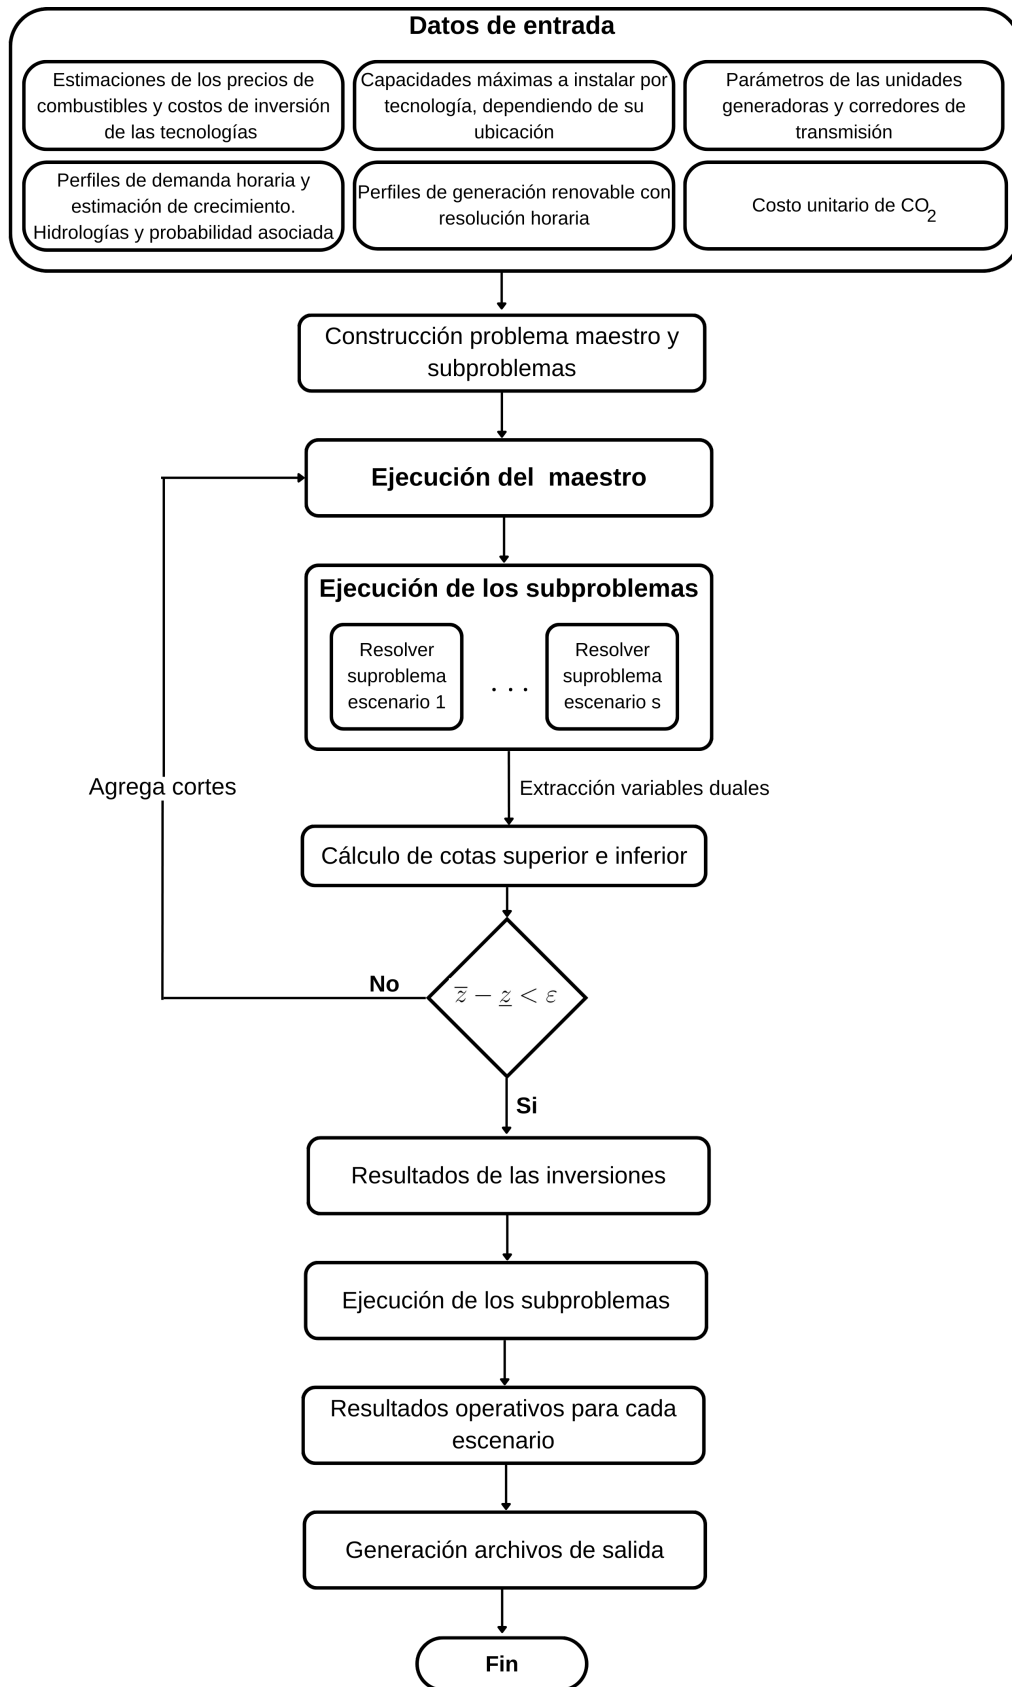 Datos de entrada
Estimaciones de los precios de
combustibles y costos de inversión
de las tecnologías
Capacidades máximas a instalar por
tecnología, dependiendo de su
ubicación
Parámetros de las unidades
generadoras y corredores de
transmisión
Perfiles de demanda horaria y
estimación de crecimiento.
Hidrologías y probabilidad asociada
Perfiles de generación renovable con
resolución horaria
Costo unitario de CO₂
Construcción problema maestro y
subproblemas
Ejecución del  maestro
Ejecución de los subproblemas
Resolver
suproblema
escenario 1
. . .
Resolver
suproblema
escenario s
Extracción variables duales
Agrega cortes
Cálculo de cotas superior e inferior
No
z̅ − z̲ < ε
Si
Resultados de las inversiones
Ejecución de los subproblemas
Resultados operativos para cada
escenario
Generación archivos de salida
Fin